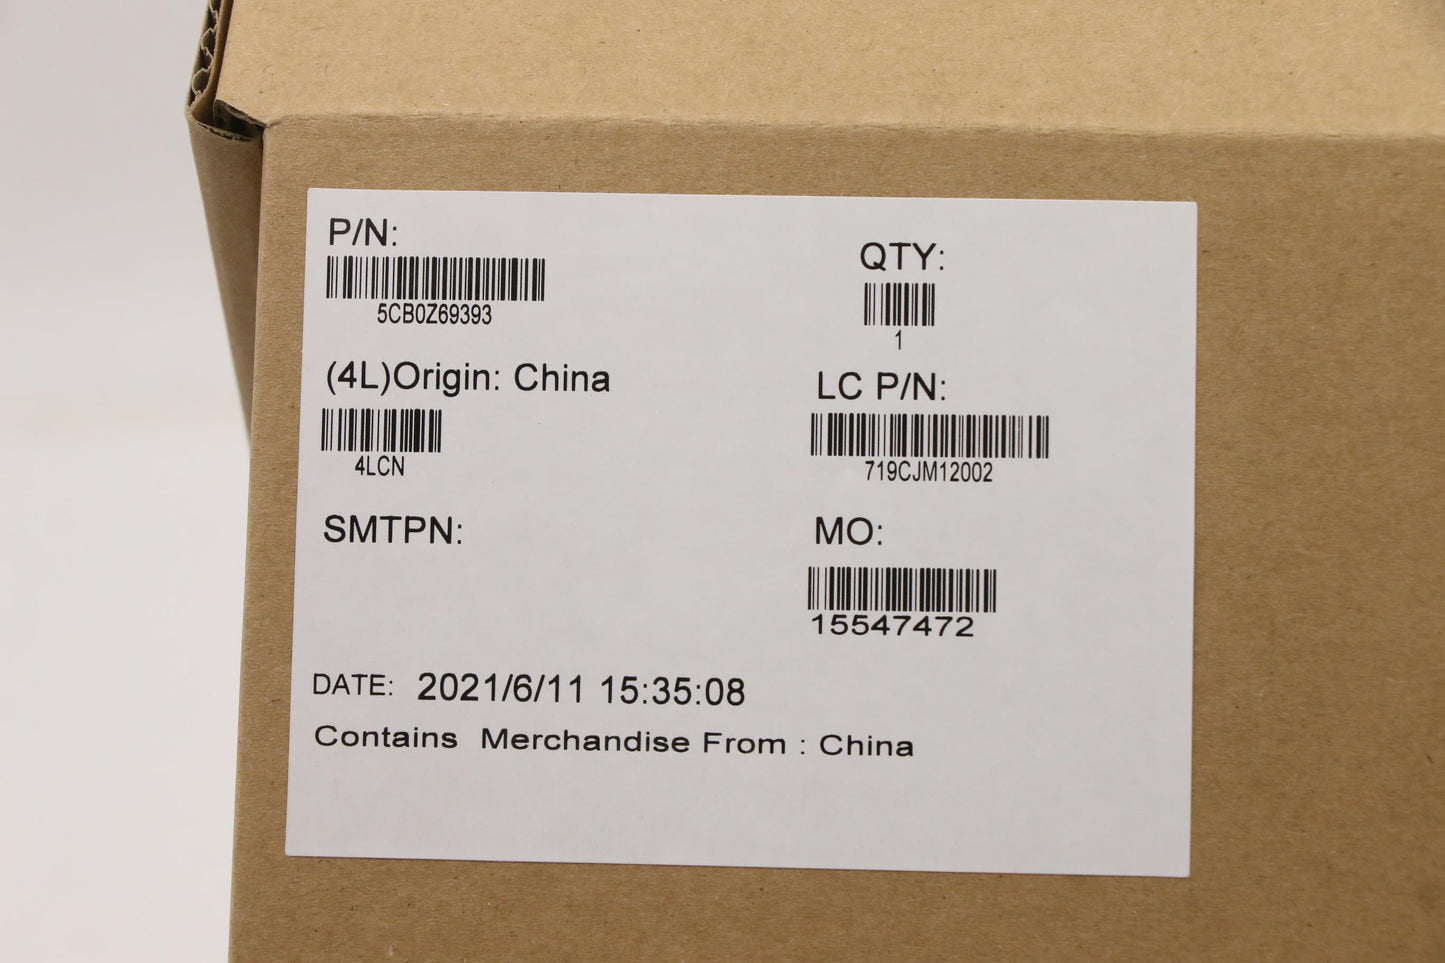 P/N:
5CB0Z69393
QTY:
1
(4L)Origin: China
4LCN
LC P/N:
719CJM12002
SMTPN:
MO:
15547472
DATE: 2021/6/11 15:35:08
Contains Merchandise From : China